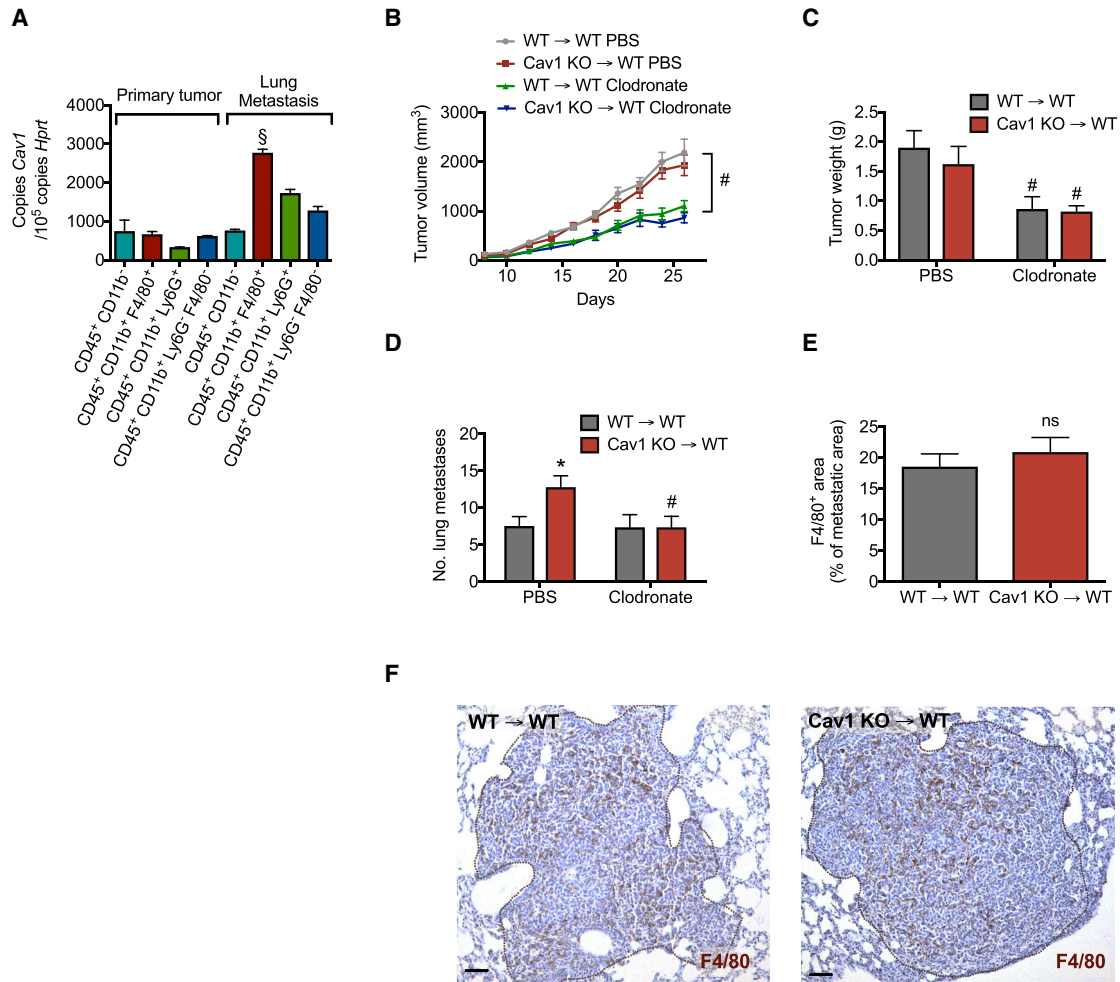 A
Primary tumor
Lung
Metastasis
Copies Cav1
/10⁵ copies Hprt
4000
3000
2000
1000
0
§
CD45⁺ CD11b⁻
CD45⁺ CD11b⁺ F4/80⁺
CD45⁺ CD11b⁺ Ly6G⁺
CD45⁺ CD11b⁺ Ly6G⁻ F4/80⁻
CD45⁺ CD11b⁻
CD45⁺ CD11b⁺ F4/80⁺
CD45⁺ CD11b⁺ Ly6G⁺
CD45⁺ CD11b⁺ Ly6G⁻ F4/80⁻
B
WT → WT PBS
Cav1 KO → WT PBS
WT → WT Clodronate
Cav1 KO → WT Clodronate
Tumor volume (mm³)
3000
2000
1000
0
10
15
20
25
Days
#
C
WT → WT
Cav1 KO → WT
Tumor weight (g)
2.5
2.0
1.5
1.0
0.5
0.0
# #
PBS
Clodronate
D
WT → WT
Cav1 KO → WT
No. lung metastases
20
15
10
5
0
*
#
PBS
Clodronate
E
F4/80⁺ area
(% of metastatic area)
25
20
15
10
5
0
ns
WT → WT
Cav1 KO → WT
F
WT → WT
F4/80
Cav1 KO → WT
F4/80